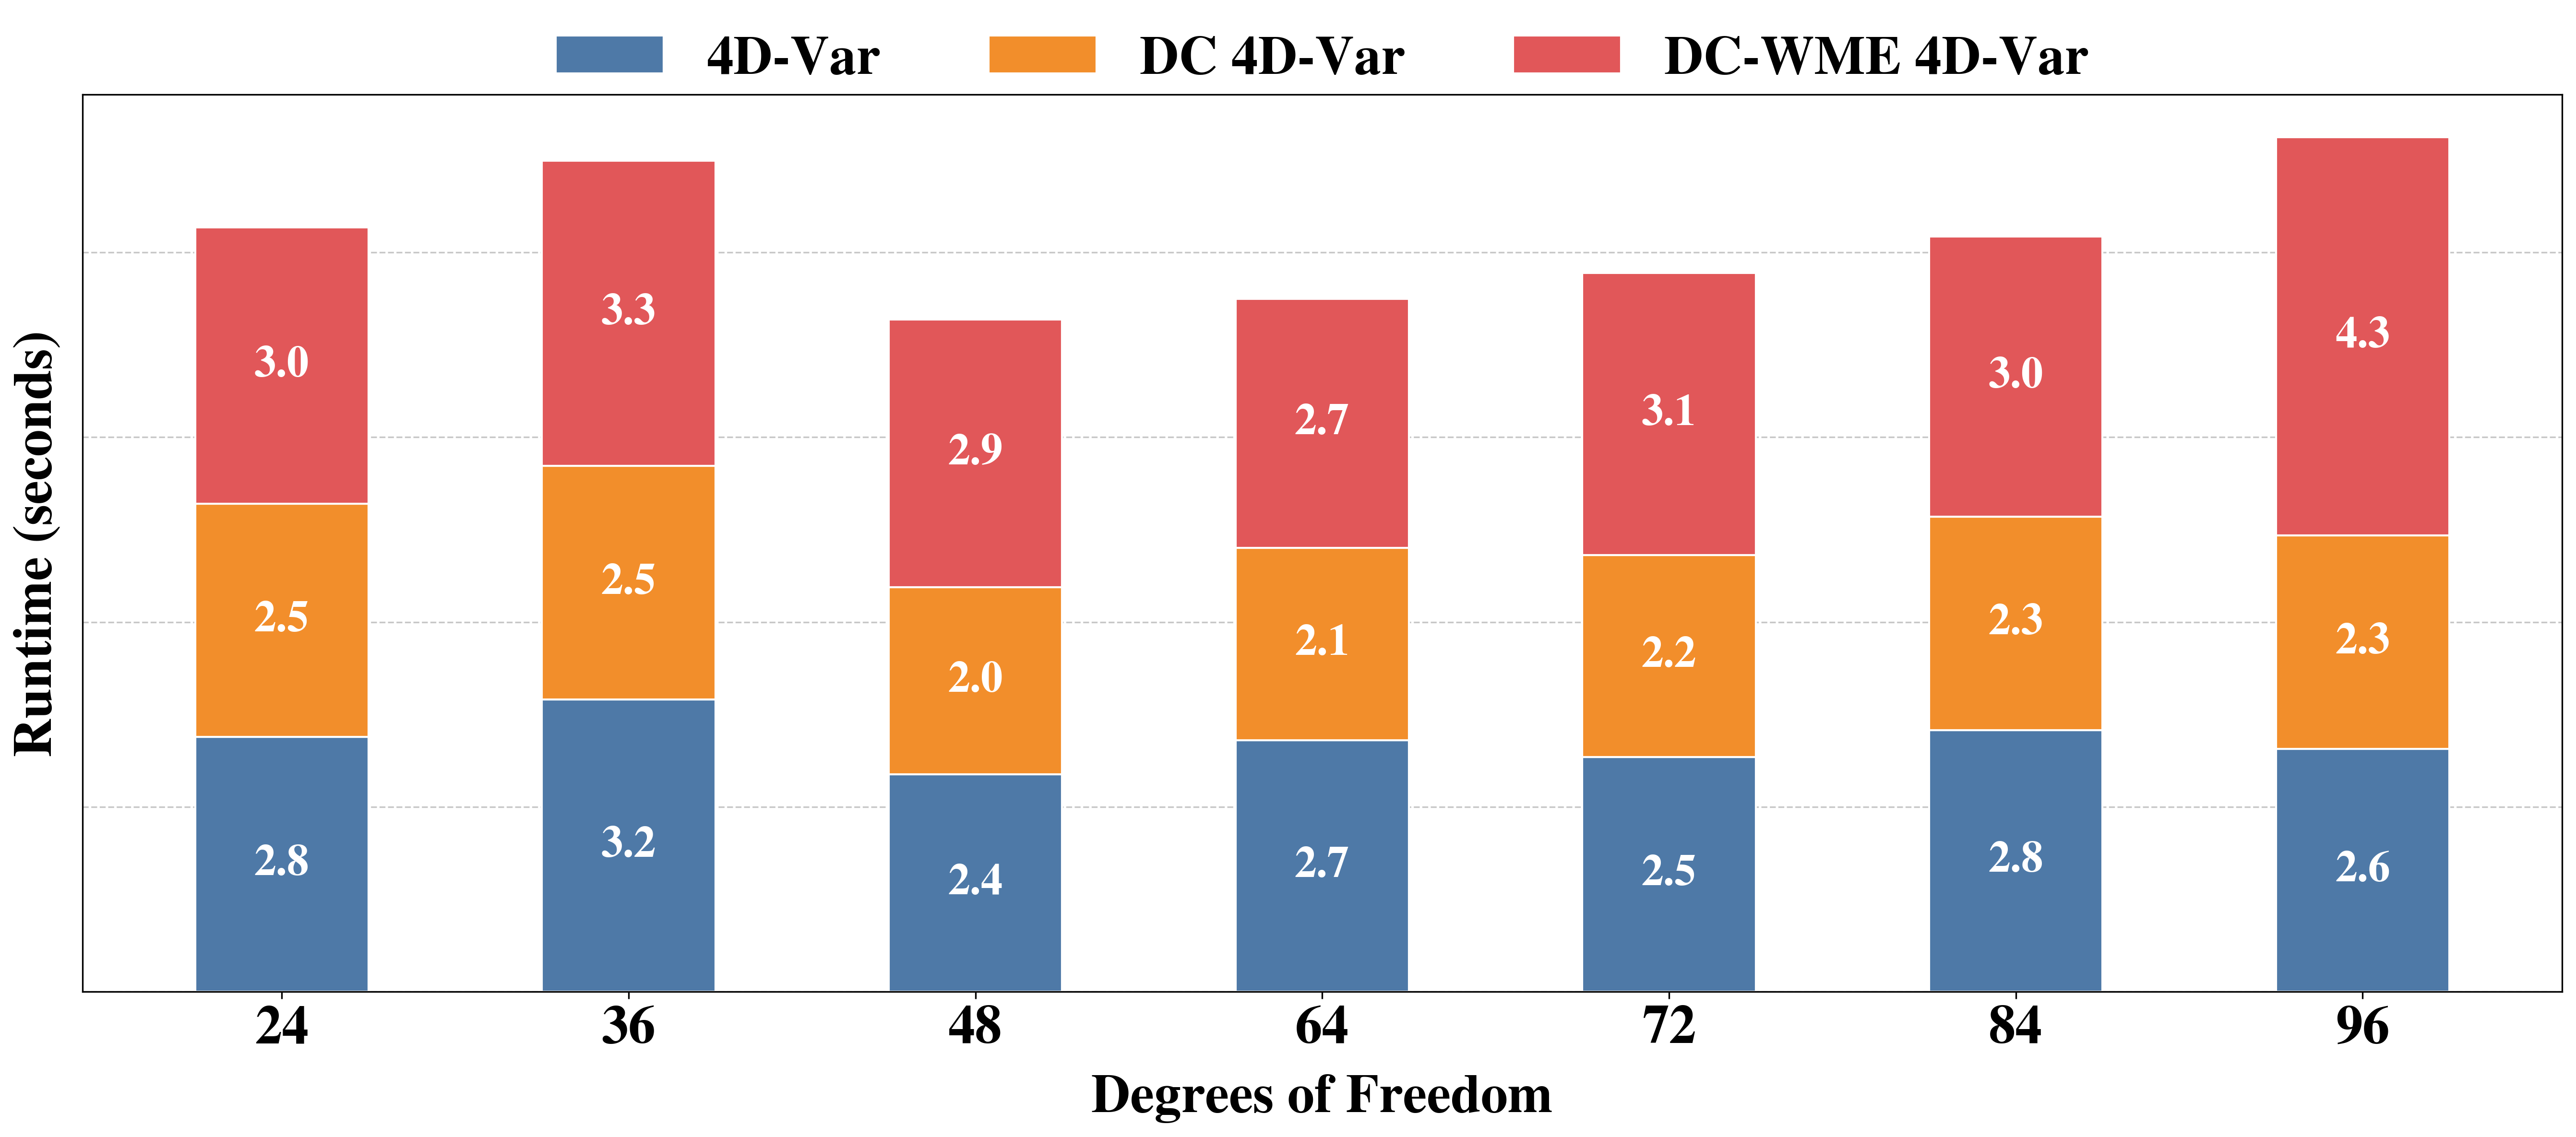 4D-Var DC 4D-Var DC-WME 4D-Var
Runtime (seconds)
3.0 3.3 2.9 2.7 3.1 3.0 4.3
2.5 2.5 2.0 2.1 2.2 2.3 2.3
2.8 3.2 2.4 2.7 2.5 2.8 2.6
24 36 48 64 72 84 96
Degrees of Freedom